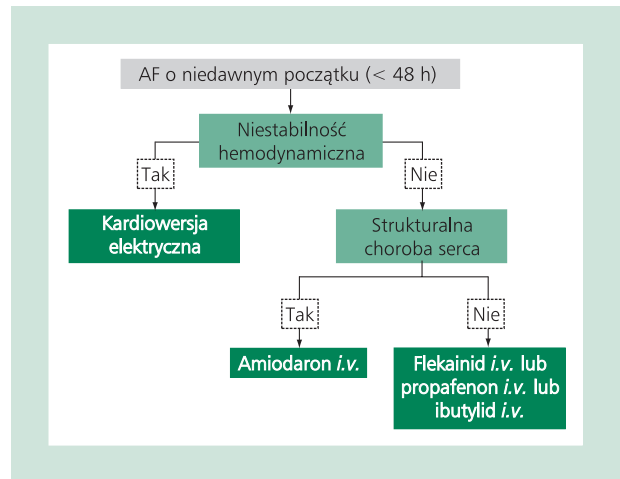 AF o niedawnym początku (< 48 h)
Niestabilność
hemodynamiczna
Tak
Nie
Kardiowersja
elektryczna
Strukturalna
choroba serca
Tak
Nie
Amiodaron i.v.
Flekainid i.v. lub
propafenon i.v. lub
ibutylid i.v.